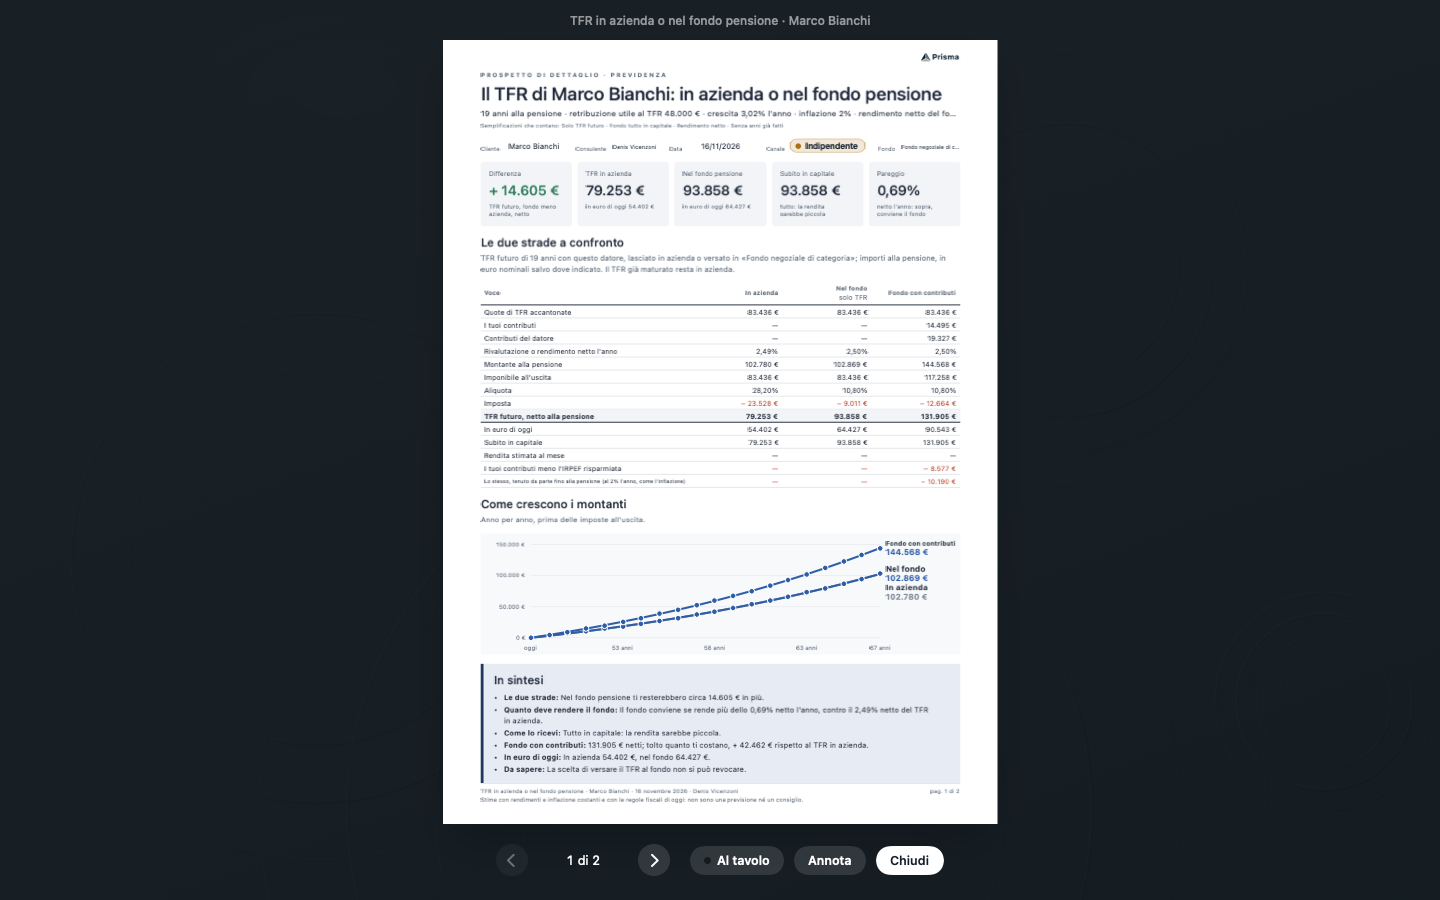 TFR in azienda o nel fondo pensione · Marco Bianchi
Prisma
PROSPETTO DI DETTAGLIO · PREVIDENZA
Il TFR di Marco Bianchi: in azienda o nel fondo pensione
19 anni alla pensione · retribuzione utile al TFR 48.000 € · crescita 3,02% l'anno · inflazione 2% · rendimento netto del fo...
Semplificazioni che contano: Solo TFR futuro · Fondo tutto in capitale · Rendimento netto · Senza anni già fatti
Cliente Marco Bianchi Consulente Denis Vicenzoni Data 16/11/2026 Canale Indipendente Fondo Fondo negoziale di c...
Differenza
+ 14.605 €
TFR futuro, fondo meno
azienda, netto
TFR in azienda
79.253 €
in euro di oggi 54.402 €
Nel fondo pensione
93.858 €
in euro di oggi 64.427 €
Subito in capitale
93.858 €
tutto: la rendita
sarebbe piccola
Pareggio
0,69%
netto l'anno: sopra,
conviene il fondo
Le due strade a confronto
TFR futuro di 19 anni con questo datore, lasciato in azienda o versato in «Fondo negoziale di categoria»; importi alla pensione, in
euro nominali salvo dove indicato. Il TFR già maturato resta in azienda.
Voce In azienda Nel fondo solo TFR Fondo con contributi
Quote di TFR accantonate 83.436 € 83.436 € 83.436 €
I tuoi contributi — — 14.495 €
Contributi del datore — — 19.327 €
Rivalutazione o rendimento netto l'anno 2,49% 2,50% 2,50%
Montante alla pensione 102.780 € 102.869 € 144.568 €
Imponibile all'uscita 83.436 € 83.436 € 117.258 €
Aliquota 28,20% 10,80% 10,80%
Imposta − 23.528 € − 9.011 € − 12.664 €
TFR futuro, netto alla pensione 79.253 € 93.858 € 131.905 €
In euro di oggi 54.402 € 64.427 € 90.543 €
Subito in capitale 79.253 € 93.858 € 131.905 €
Rendita stimata al mese — — —
I tuoi contributi meno l'IRPEF risparmiata — — − 8.577 €
Lo stesso, tenuto da parte fino alla pensione (al 2% l'anno, come l'inflazione) — — − 10.190 €
Come crescono i montanti
Anno per anno, prima delle imposte all'uscita.
150.000 €
100.000 €
50.000 €
0 €
oggi 53 anni 58 anni 63 anni 67 anni
Fondo con contributi
144.568 €
Nel fondo
102.869 €
In azienda
102.780 €
In sintesi
• Le due strade: Nel fondo pensione ti resterebbero circa 14.605 € in più.
• Quanto deve rendere il fondo: Il fondo conviene se rende più dello 0,69% netto l'anno, contro il 2,49% netto del TFR
in azienda.
• Come lo ricevi: Tutto in capitale: la rendita sarebbe piccola.
• Fondo con contributi: 131.905 € netti; tolto quanto ti costano, + 42.462 € rispetto al TFR in azienda.
• In euro di oggi: In azienda 54.402 €, nel fondo 64.427 €.
• Da sapere: La scelta di versare il TFR al fondo non si può revocare.
TFR in azienda o nel fondo pensione · Marco Bianchi · 16 novembre 2026 · Denis Vicenzoni pag. 1 di 2
Stime con rendimenti e inflazione costanti e con le regole fiscali di oggi: non sono una previsione né un consiglio.
1 di 2
Al tavolo
Annota
Chiudi